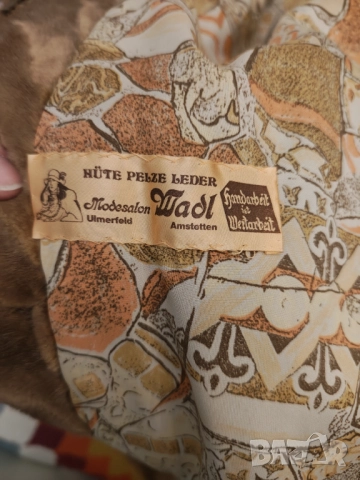 HÜTE PELZE LEDER
Modesalon Wadl
Ulmerfeld Amstetten
Handarbeit
ist
Wertarbeit
BAZAR